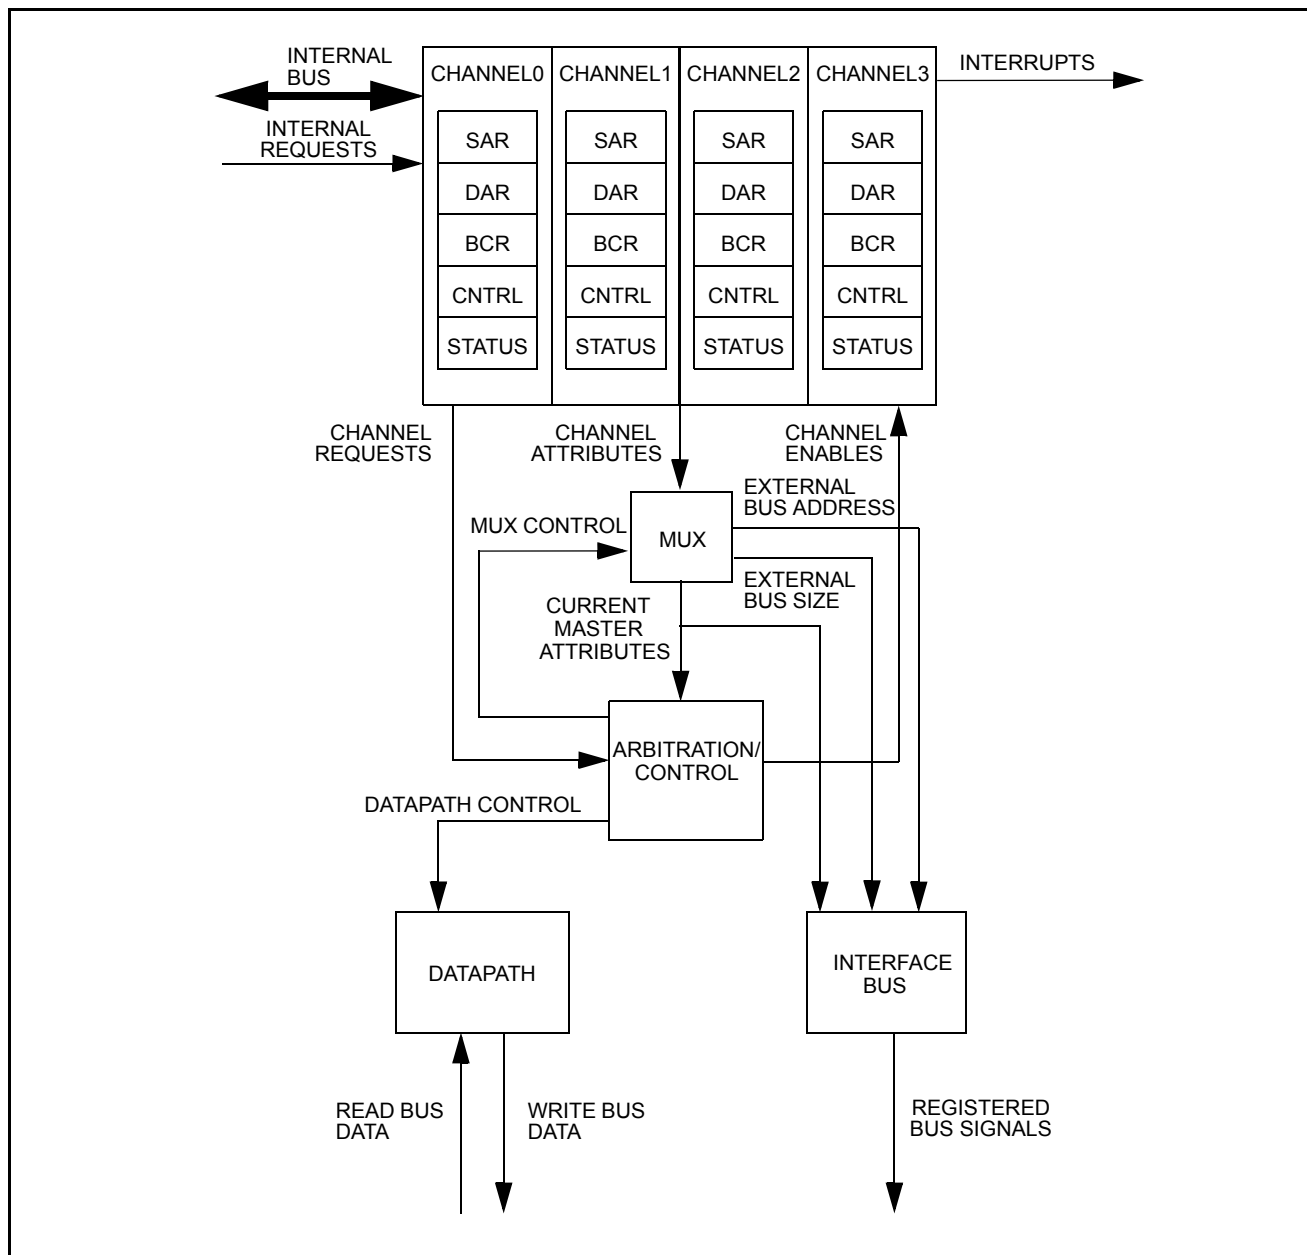 INTERNAL
BUS
CHANNEL0
CHANNEL1
CHANNEL2
CHANNEL3
INTERRUPTS
INTERNAL
REQUESTS
SAR
SAR
SAR
SAR
DAR
DAR
DAR
DAR
BCR
BCR
BCR
BCR
CNTRL
CNTRL
CNTRL
CNTRL
STATUS
STATUS
STATUS
STATUS
CHANNEL
REQUESTS
CHANNEL
ATTRIBUTES
CHANNEL
ENABLES
EXTERNAL
BUS ADDRESS
MUX CONTROL
MUX
EXTERNAL
BUS SIZE
CURRENT
MASTER
ATTRIBUTES
ARBITRATION/
CONTROL
DATAPATH CONTROL
DATAPATH
INTERFACE
BUS
READ BUS
DATA
WRITE BUS
DATA
REGISTERED
BUS SIGNALS